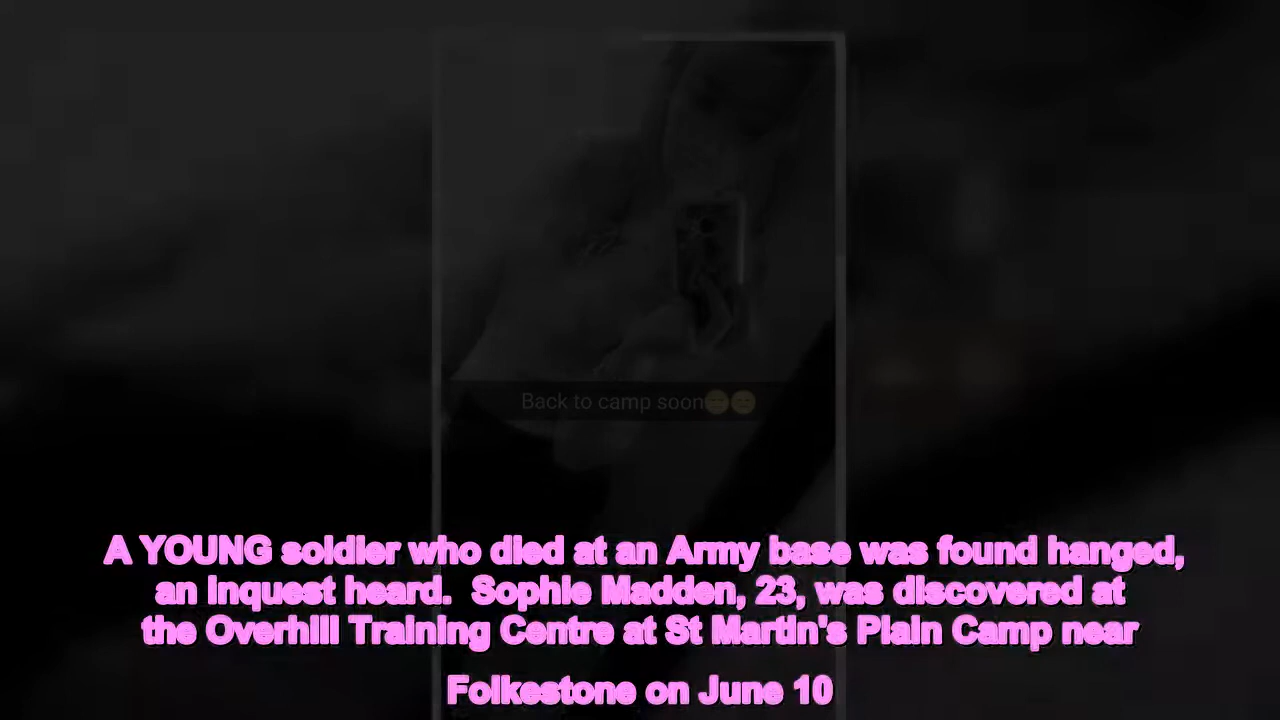 Back to camp soon
A YOUNG soldier who died at an Army base was found hanged,
an inquest heard.  Sophie Madden, 23, was discovered at
the Overhill Training Centre at St Martin's Plain Camp near
Folkestone on June 10